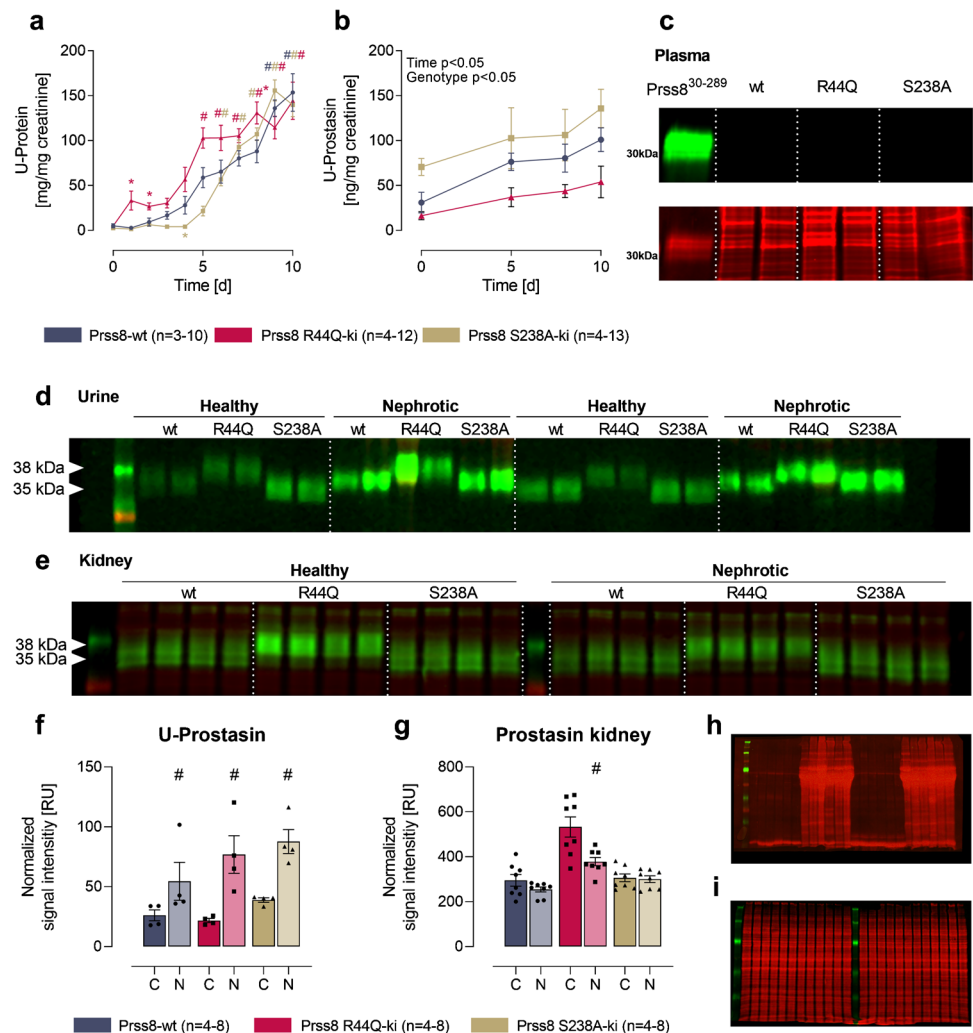 a
U-Protein
[mg/mg creatinine]
200
150
100
50
0
# # #
# # #
# # *
# #
# #
#
* *
*
0 5 10
Time [d]
b
U-Prostasin
[ng/mg creatinine]
200
150
100
50
0
Time p<0.05
Genotype p<0.05
0 5 10
Time [d]
c
Plasma
Prss8³⁰⁻²⁸⁹ wt R44Q S238A
30kDa
30kDa
Prss8-wt (n=3-10) Prss8 R44Q-ki (n=4-12) Prss8 S238A-ki (n=4-13)
d Urine
Healthy Nephrotic Healthy Nephrotic
wt R44Q S238A wt R44Q S238A wt R44Q S238A wt R44Q S238A
38 kDa
35 kDa
e Kidney
Healthy Nephrotic
wt R44Q S238A wt R44Q S238A
38 kDa
35 kDa
f
U-Prostasin
Normalized
signal intensitiy [RU]
150
100
50
0
# # #
C N C N C N
g
Prostasin kidney
Normalized
signal intensitiy [RU]
800
600
400
200
0
#
C N C N C N
h
i
Prss8-wt (n=4-8) Prss8 R44Q-ki (n=4-8) Prss8 S238A-ki (n=4-8)